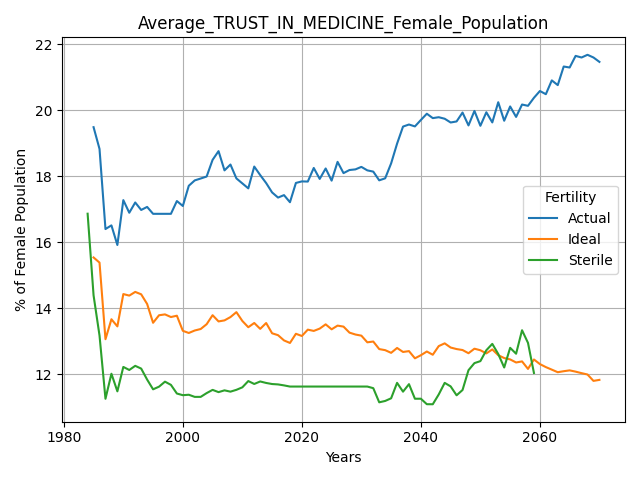 Average_TRUST_IN_MEDICINE_Female_Population
% of Female Population
22
20
18
16
14
12
Fertility
Actual
Ideal
Sterile
1980
2000
2020
2040
2060
Years